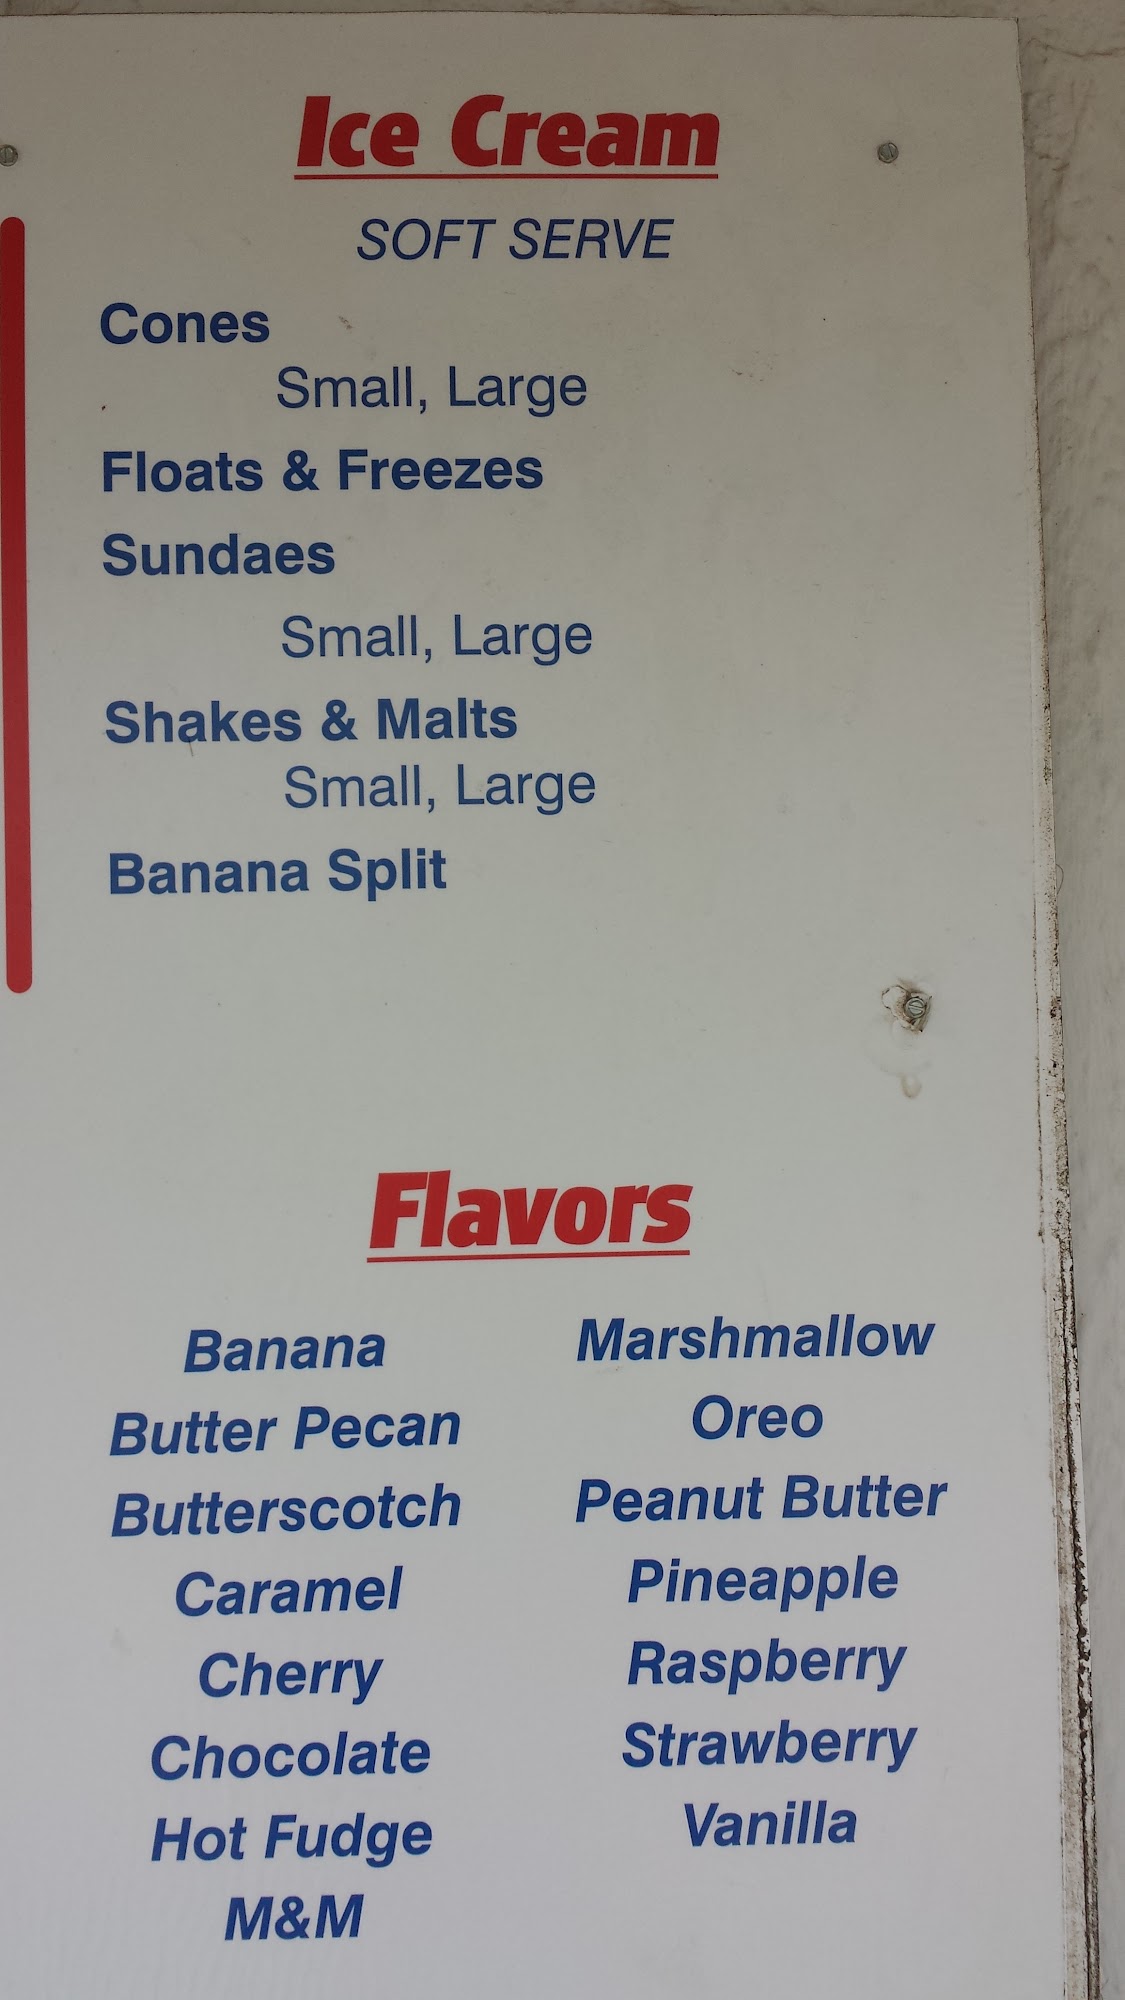 Ice Cream
SOFT SERVE
Cones
Small, Large
Floats & Freezes
Sundaes
Small, Large
Shakes & Malts
Small, Large
Banana Split
Flavors
Banana
Butter Pecan
Butterscotch
Caramel
Cherry
Chocolate
Hot Fudge
M&M
Marshmallow
Oreo
Peanut Butter
Pineapple
Raspberry
Strawberry
Vanilla